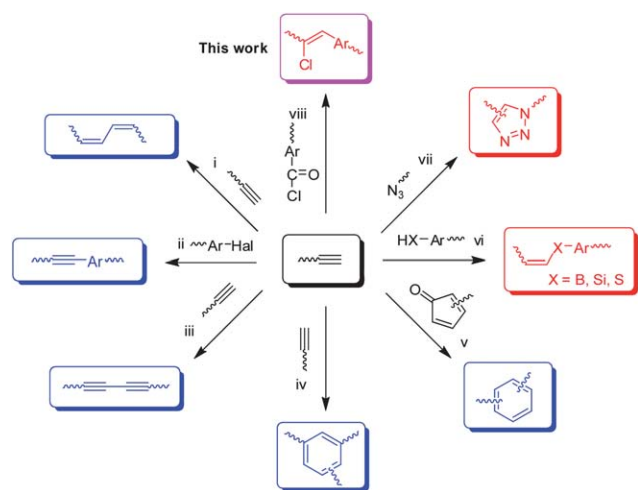 This work
Ar
Cl
viii
Ar
C=O
Cl
i
vii
N3
N
N
N
ii
Ar–Hal
Ar
HX–Ar
vi
X–Ar
X = B, Si, S
iii
iv
O
v